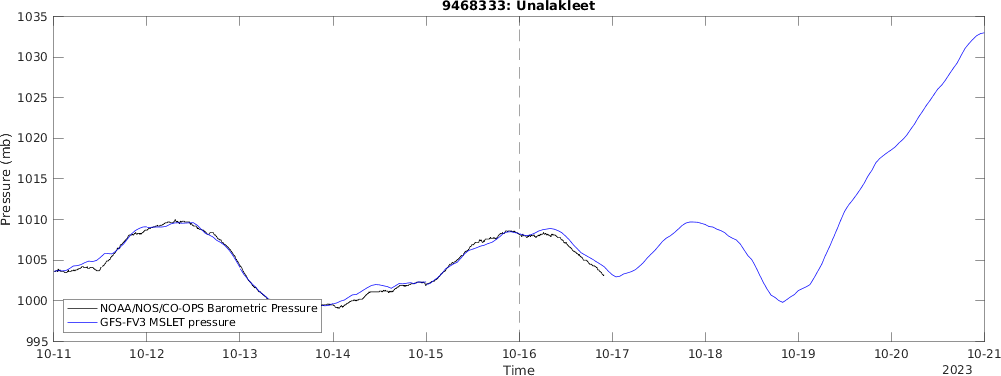 9468333: Unalakleet
1035
1030
1025
1020
1015
1010
1005
1000
995
Pressure (mb)
NOAA/NOS/CO-OPS Barometric Pressure
GFS-FV3 MSLET pressure
10-11 10-12 10-13 10-14 10-15 10-16 10-17 10-18 10-19 10-20 10-21
Time
2023